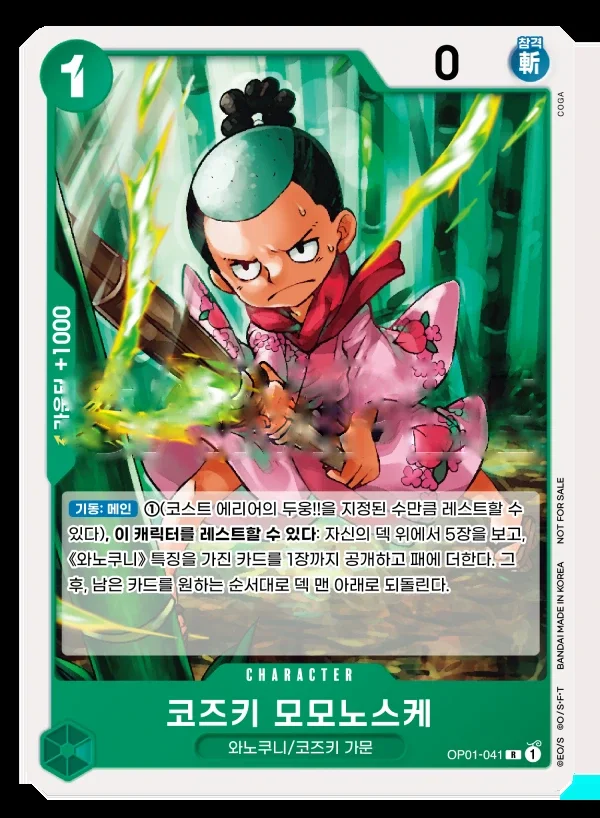 1
0
참격
斬
COGA
카운터 +1000
기동: 메인 ①(코스트 에리어의 두웅!!을 지정된 수만큼 레스트할 수
있다), 이 캐릭터를 레스트할 수 있다: 자신의 덱 위에서 5장을 보고,
《와노쿠니》 특징을 가진 카드를 1장까지 공개하고 패에 더한다. 그
후, 남은 카드를 원하는 순서대로 덱 맨 아래로 되돌린다.
CHARACTER
코즈키 모모노스케
와노쿠니/코즈키 가문
OP01-041 R 1
©EO/S ©O/S·F·T BANDAI MADE IN KOREA NOT FOR SALE